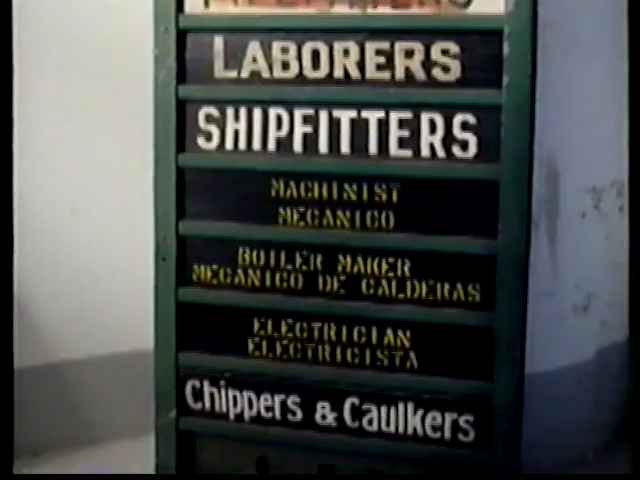 LABORERS
SHIPFITTERS
MACHINIST
MECANICO
BOILER MAKER
MECANICO DE CALDERAS
ELECTRICIAN
ELECTRICISTA
Chippers & Caulkers